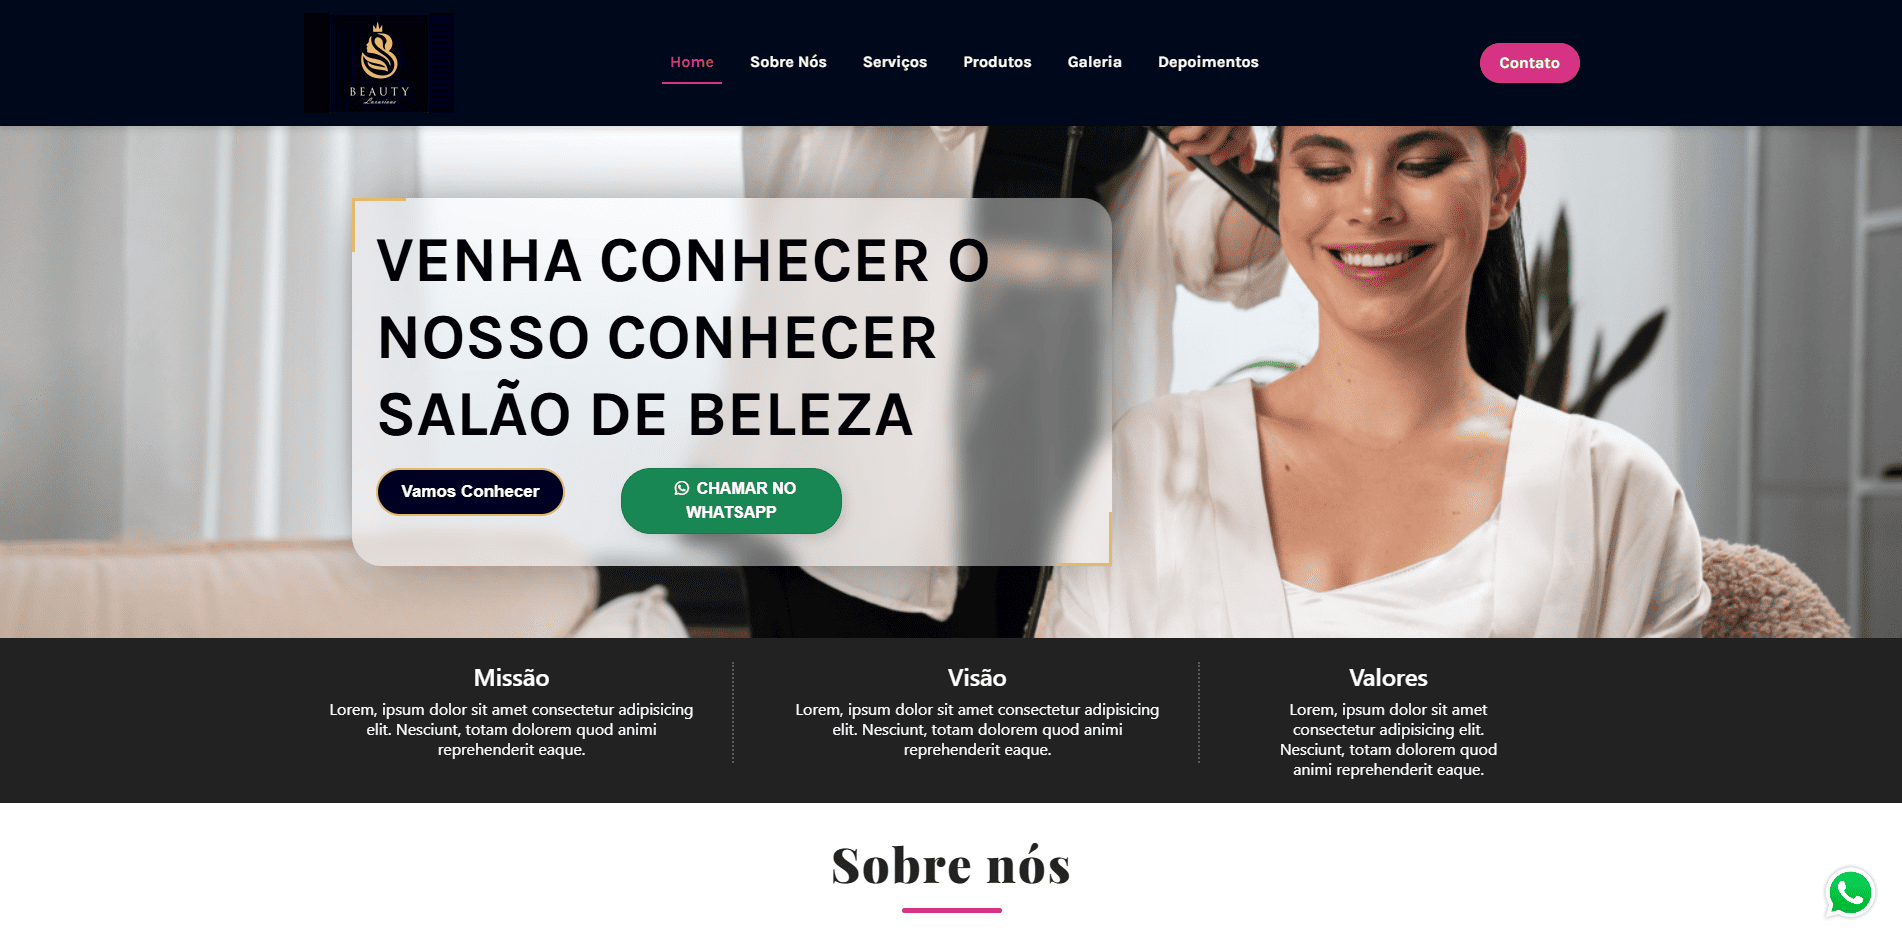 BEAUTY
Luxurious
Home
Sobre Nós
Serviços
Produtos
Galeria
Depoimentos
Contato
VENHA CONHECER O
NOSSO CONHECER
SALÃO DE BELEZA
Vamos Conhecer
CHAMAR NO
WHATSAPP
Missão
Lorem, ipsum dolor sit amet consectetur adipisicing
elit. Nesciunt, totam dolorem quod animi
reprehenderit eaque.
Visão
Lorem, ipsum dolor sit amet consectetur adipisicing
elit. Nesciunt, totam dolorem quod animi
reprehenderit eaque.
Valores
Lorem, ipsum dolor sit amet
consectetur adipisicing elit.
Nesciunt, totam dolorem quod
animi reprehenderit eaque.
Sobre nós